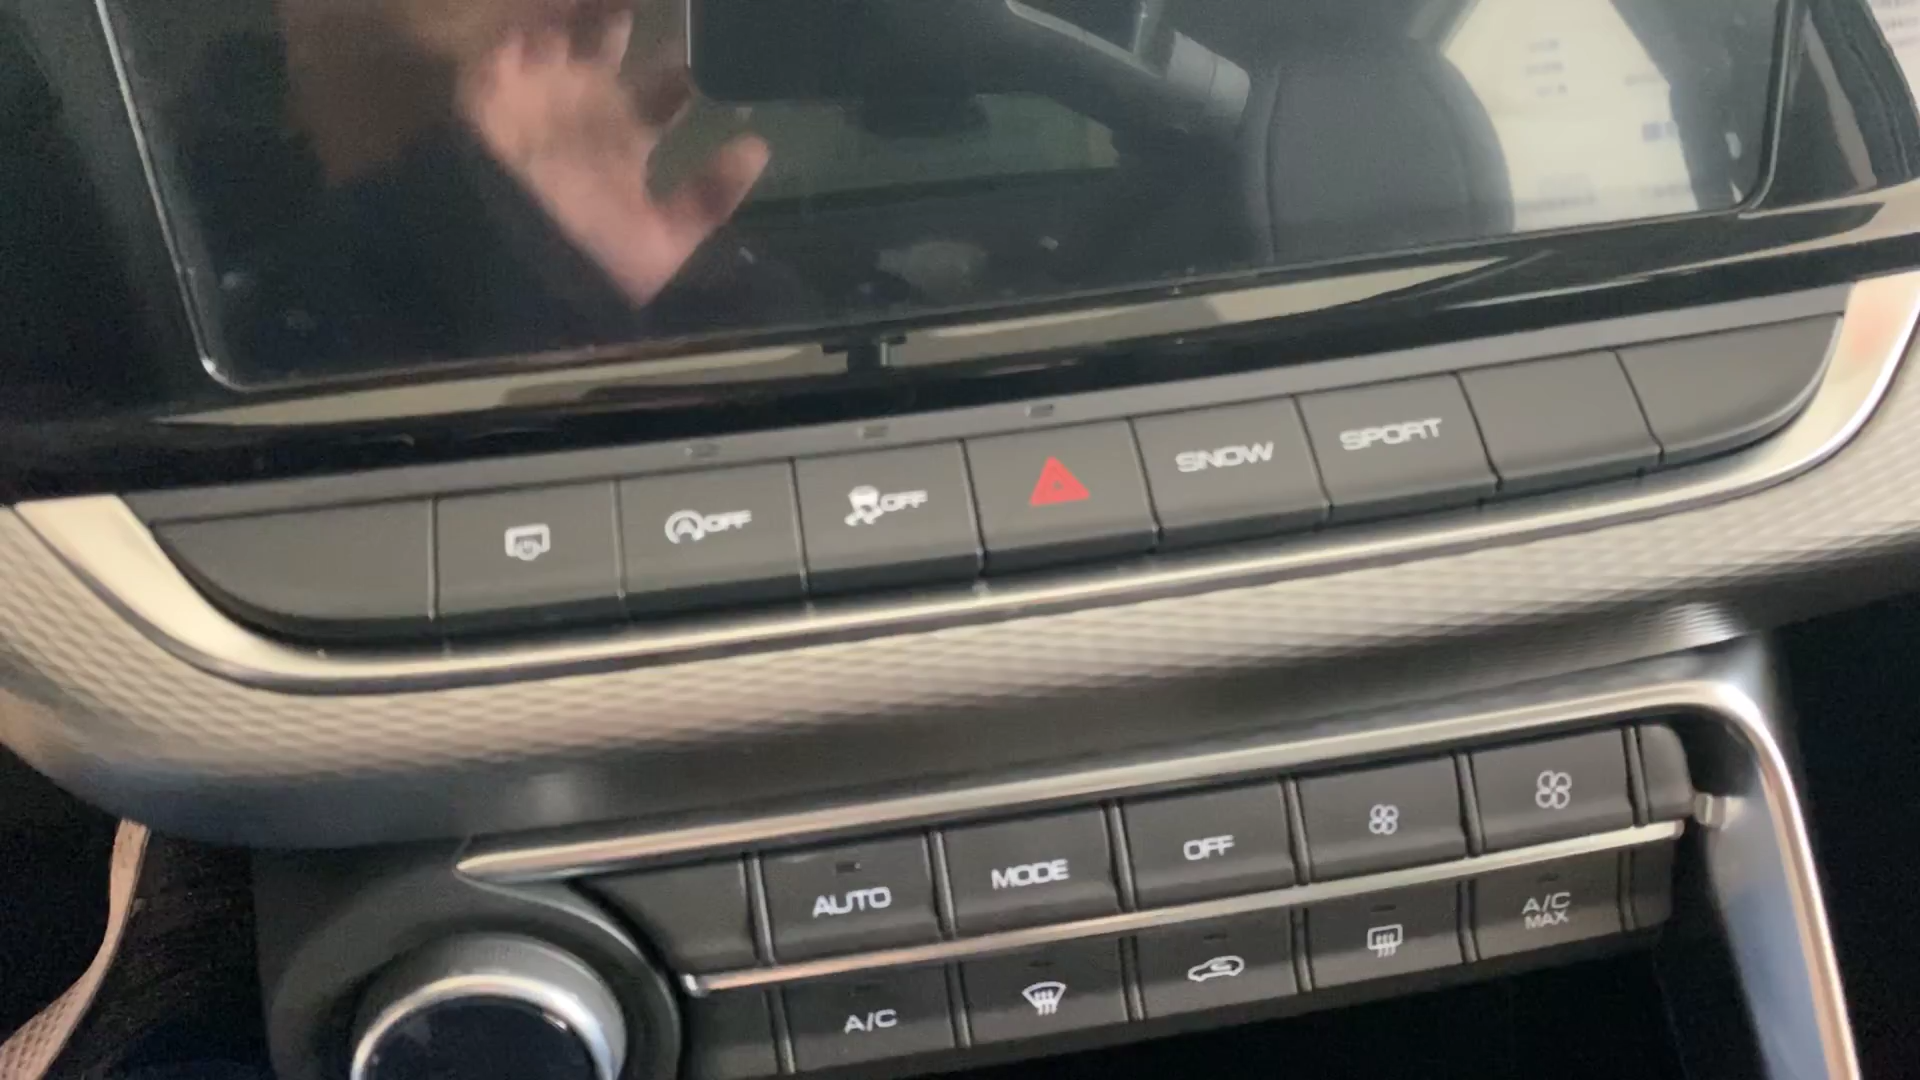 A OFF
OFF
SNOW
SPORT
AUTO
MODE
OFF
A/C
MAX
A/C